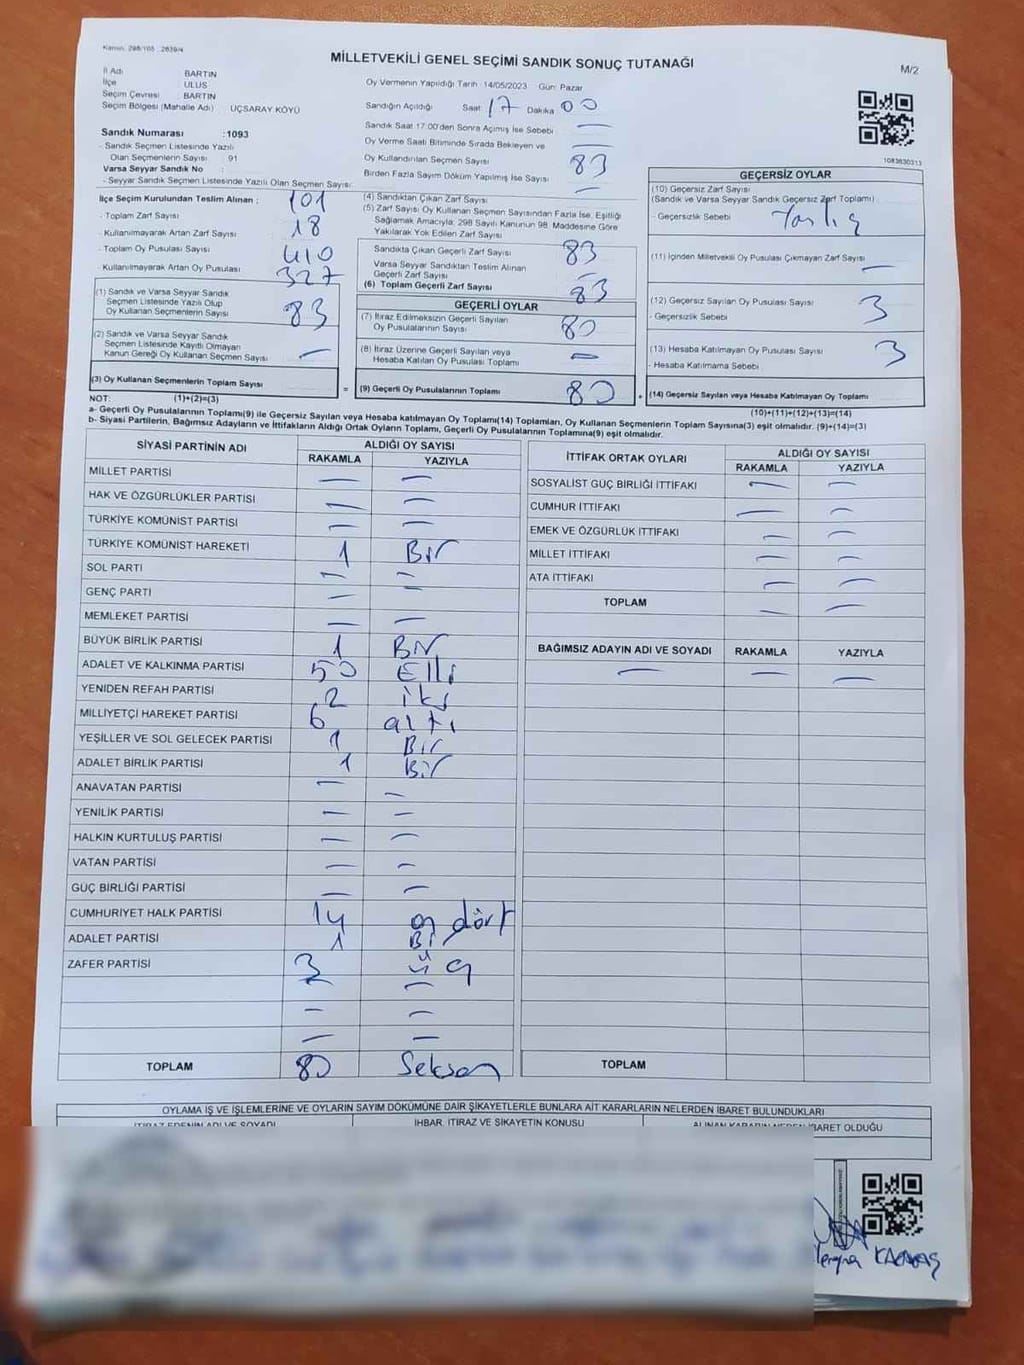 Kanun: 298/105 , 2839/4
MİLLETVEKİLİ GENEL SEÇİMİ SANDIK SONUÇ TUTANAĞI
M/2
İl Adı BARTIN
İlçe ULUS
Seçim Çevresi : BARTIN
Seçim Bölgesi (Mahalle Adı) UÇSARAY KÖYÜ
Sandık Numarası :1093
- Sandık Seçmen Listesinde Yazılı
Olan Seçmenlerin Sayısı : 91
Varsa Seyyar Sandık No :
- Seyyar Sandık Seçmen Listesinde Yazılı Olan Seçmen Sayısı:
Oy Vermenin Yapıldığı Tarih :14/05/2023 Gün: Pazar
Sandığın Açıldığı Saat 17 Dakika 00
Sandık Saat 17:00'den Sonra Açılmış İse Sebebi —
Oy Verme Saati Bitiminde Sırada Bekleyen ve
Oy Kullandırılan Seçmen Sayısı 83
Birden Fazla Sayım Döküm Yapılmış İse Sayısı —
1083630313
İlçe Seçim Kurulundan Teslim Alınan : 101
- Toplam Zarf Sayısı
- Kullanılmayarak Artan Zarf Sayısı 18
- Toplam Oy Pusulası Sayısı 410
- Kullanılmayarak Artan Oy Pusulası 327
(1) Sandık ve Varsa Seyyar Sandık
Seçmen Listesinde Yazılı Olup
Oy Kullanan Seçmenlerin Sayısı 83
(2) Sandık ve Varsa Seyyar Sandık
Seçmen Listesinde Kayıtlı Olmayan
Kanun Gereği Oy Kullanan Seçmen Sayısı —
(3) Oy Kullanan Seçmenlerin Toplam Sayısı =
(4) Sandıktan Çıkan Zarf Sayısı
(5) Zarf Sayısı Oy Kullanan Seçmen Sayısından Fazla İse, Eşitliği
Sağlamak Amacıyla, 298 Sayılı Kanunun 98. Maddesine Göre
Yakılarak Yok Edilen Zarf Sayısı
Sandıkta Çıkan Geçerli Zarf Sayısı 83
Varsa Seyyar Sandıktan Teslim Alınan
Geçerli Zarf Sayısı —
(6) Toplam Geçerli Zarf Sayısı 83
GEÇERLİ OYLAR
(7) İtiraz Edilmeksizin Geçerli Sayılan
Oy Pusulalarının Sayısı 80
(8) İtiraz Üzerine Geçerli Sayılan veya
Hesaba Katılan Oy Pusulası Toplamı —
(9) Geçerli Oy Pusulalarının Toplamı 80 +
GEÇERSİZ OYLAR
(10) Geçersiz Zarf Sayısı
(Sandık ve Varsa Seyyar Sandık Geçersiz Zarf Toplamı)
- Geçersizlik Sebebi
(11) İçinden Milletvekili Oy Pusulası Çıkmayan Zarf Sayısı —
(12) Geçersiz Sayılan Oy Pusulası Sayısı 3
- Geçersizlik Sebebi
(13) Hesaba Katılmayan Oy Pusulası Sayısı 3
- Hesaba Katılmama Sebebi
(14) Geçersiz Sayılan veya Hesaba Katılmayan Oy Toplamı
NOT: (1)+(2)=(3) (10)+(11)+(12)+(13)=(14)
a- Geçerli Oy Pusulaları Toplamı(9) ile Geçersiz Sayılan veya Hesaba katılmayan Oy Toplamı(14) Toplamları, Oy Kullanan Seçmenlerin Toplam Sayısına(3) eşit olmalıdır. (9)+(14)=(3)
b- Siyasi Partilerin, Bağımsız Adayların ve İttifakların Aldığı Ortak Oyların Toplamı, Geçerli Oy Pusulalarının Toplamına(9) eşit olmalıdır.
SİYASİ PARTİNİN ADI ALDIĞI OY SAYISI
RAKAMLA YAZIYLA
MİLLET PARTİSİ — —
HAK VE ÖZGÜRLÜKLER PARTİSİ — —
TÜRKİYE KOMÜNİST PARTİSİ — —
TÜRKİYE KOMÜNİST HAREKETİ 1 Bir
SOL PARTİ — —
GENÇ PARTİ — —
MEMLEKET PARTİSİ — —
BÜYÜK BİRLİK PARTİSİ 1 Bir
ADALET VE KALKINMA PARTİSİ 50 Elli
YENİDEN REFAH PARTİSİ 2 iki
MİLLİYETÇİ HAREKET PARTİSİ 6 altı
YEŞİLLER VE SOL GELECEK PARTİSİ 1 Bir
ADALET BİRLİK PARTİSİ 1 Bir
ANAVATAN PARTİSİ — —
YENİLİK PARTİSİ — —
HALKIN KURTULUŞ PARTİSİ — —
VATAN PARTİSİ — —
GÜÇ BİRLİĞİ PARTİSİ — —
CUMHURİYET HALK PARTİSİ 14 on dört
ADALET PARTİSİ 1 Bir
ZAFER PARTİSİ 3 üç
— —
— —
— —
TOPLAM 80 Seksen
İTTİFAK ORTAK OYLARI ALDIĞI OY SAYISI
RAKAMLA YAZIYLA
SOSYALİST GÜÇ BİRLİĞİ İTTİFAKI — —
CUMHUR İTTİFAKI — —
EMEK VE ÖZGÜRLÜK İTTİFAKI — —
MİLLET İTTİFAKI — —
ATA İTTİFAKI — —
TOPLAM — —
BAĞIMSIZ ADAYIN ADI VE SOYADI RAKAMLA YAZIYLA
— — —
TOPLAM
OYLAMA İŞ VE İŞLEMLERİNE VE OYLARIN SAYIM DÖKÜMÜNE DAİR ŞİKAYETLERLE BUNLARA AİT KARARLARIN NELERDEN İBARET BULUNDUKLARI
İTİRAZ EDENİN ADI VE SOYADI İHBAR, İTİRAZ VE ŞİKAYETİN KONUSU ALINAN KARARIN NEDEN İBARET OLDUĞU